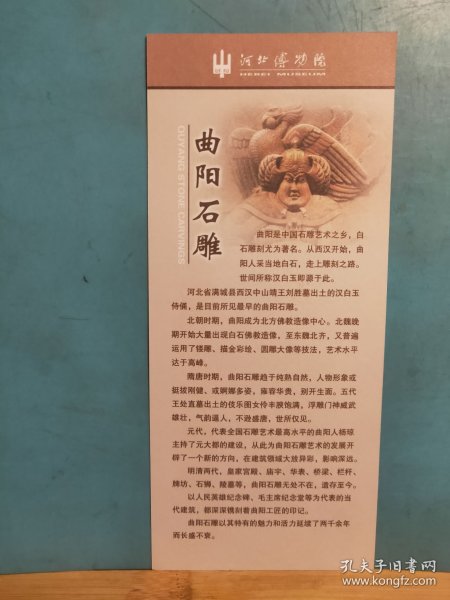 河北博物院
HEBEI MUSEUM
曲阳石雕
QUYANG STONE CARVINGS
曲阳是中国石雕艺术之乡，白
石雕刻尤为著名。从西汉开始，曲
阳人采当地白石，走上雕刻之路。
世间所称汉白玉即源于此。
河北省满城县西汉中山靖王刘胜墓出土的汉白玉
侍俑，是目前所见最早的曲阳石雕。
北朝时期，曲阳成为北方佛教造像中心。北魏晚
期开始大量出现白石佛教造像，至东魏北齐，又普遍
运用了镂雕、描金彩绘、圆雕大像等技法，艺术水平
达于高峰。
隋唐时期，曲阳石雕趋于纯熟自然，人物形象或
挺拔刚健、或婀娜多姿，雍容华贵，别开生面。五代
王处直墓出土的伎乐图女伶丰腴饱满，浮雕门神威武
雄壮，气韵逼人，不逊盛唐，世所仅见。
元代，代表全国石雕艺术最高水平的曲阳人杨琼
主持了元大都的建设，从此为曲阳石雕艺术的发展开
辟了一个新的方向，在建筑领域大放异彩，影响深远。
明清两代，皇家宫殿、庙宇、华表、桥梁、栏杆、
牌坊、石狮、陵墓等，曲阳石雕无处不在，遗存至今。
以人民英雄纪念碑、毛主席纪念堂等为代表的当
代建筑，都深深镌刻着曲阳工匠的印记。
曲阳石雕以其特有的魅力和活力延续了两千余年
而长盛不衰。
孔夫子旧书网
www.kongfz.com